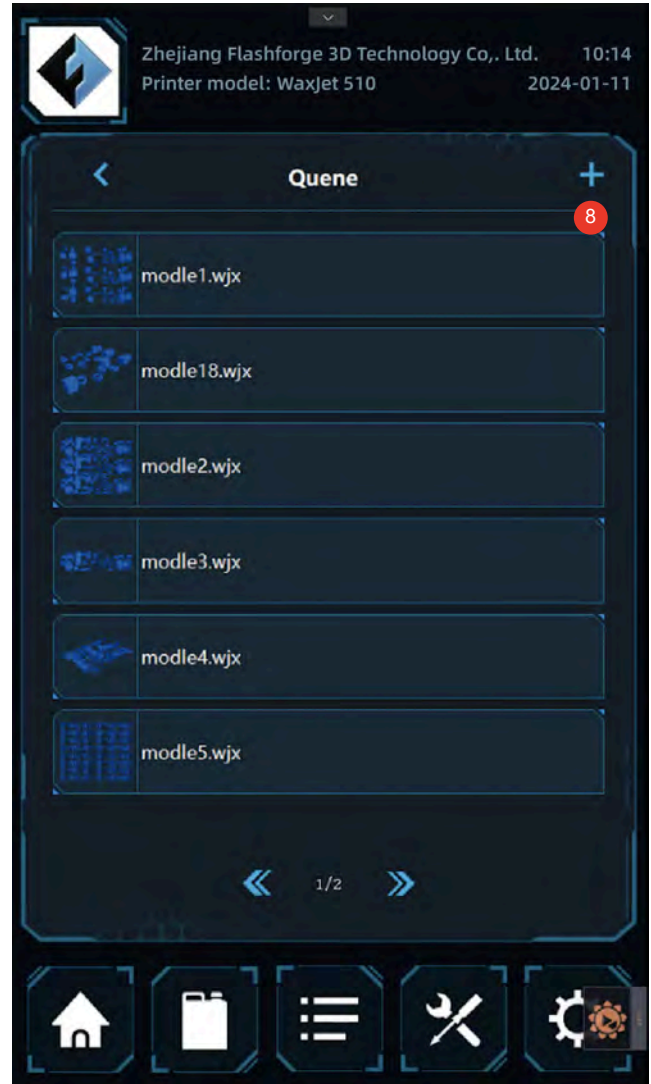 Zhejiang Flashforge 3D Technology Co,. Ltd. 10:14
Printer model: WaxJet 510 2024-01-11
Quene
8
modle1.wjx
modle18.wjx
modle2.wjx
modle3.wjx
modle4.wjx
modle5.wjx
1/2